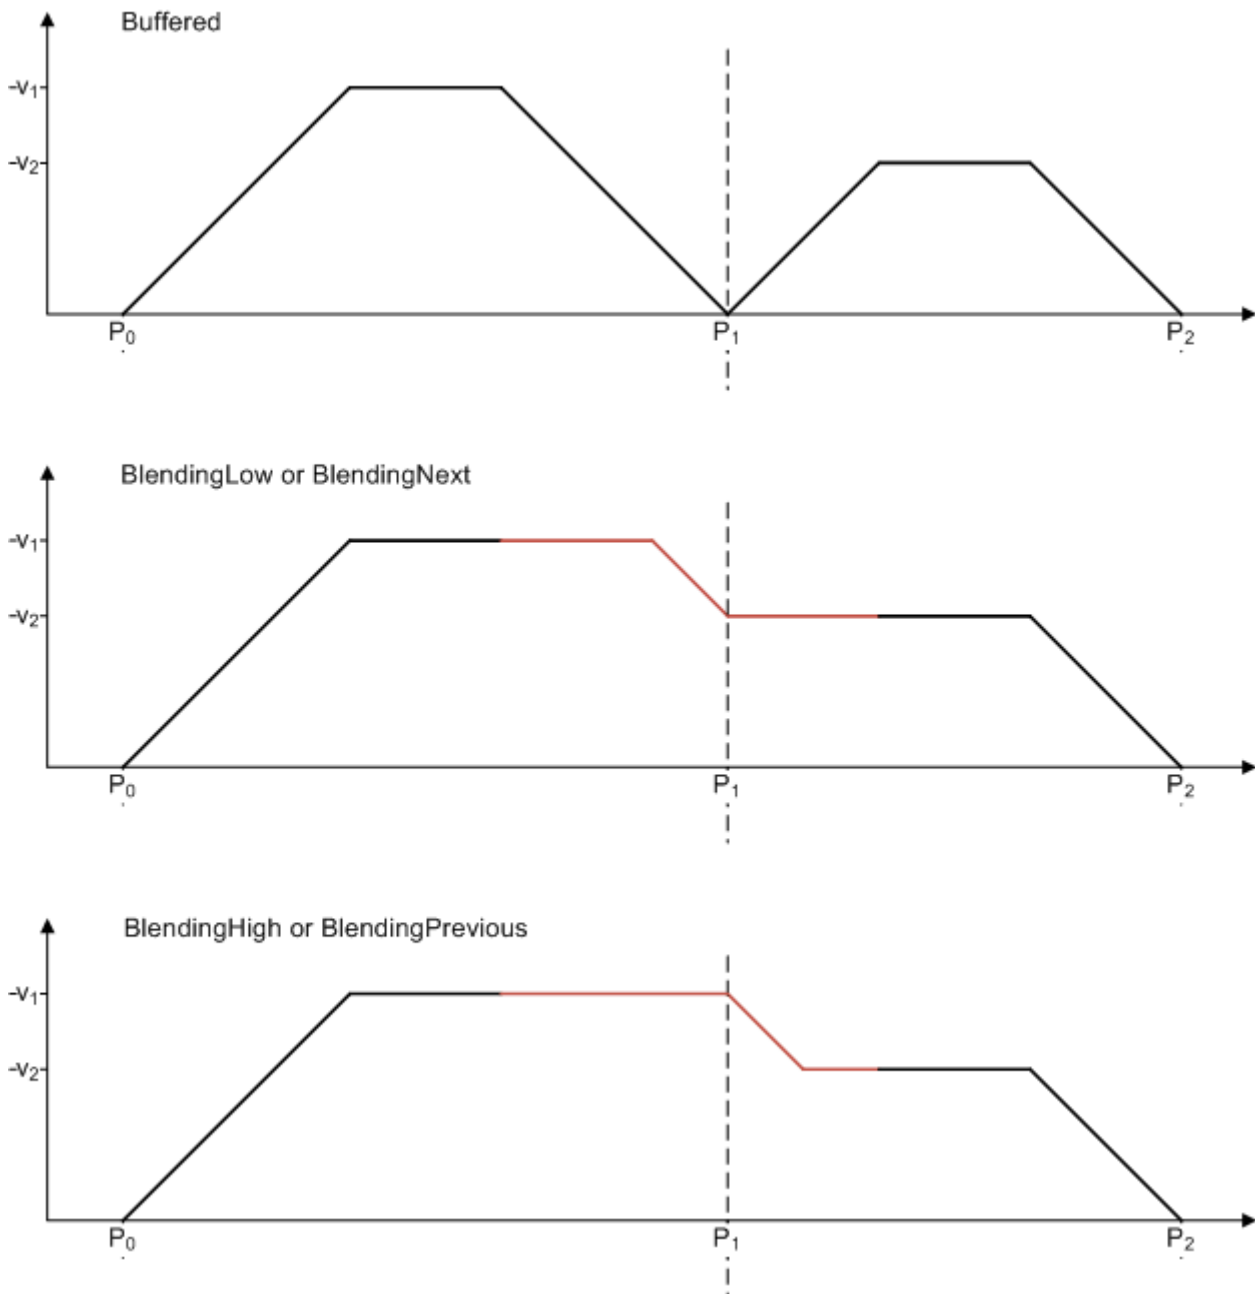 Buffered
-v₁
-v₂
P₀ P₁ P₂
BlendingLow or BlendingNext
-v₁
-v₂
P₀ P₁ P₂
BlendingHigh or BlendingPrevious
-v₁
-v₂
P₀ P₁ P₂